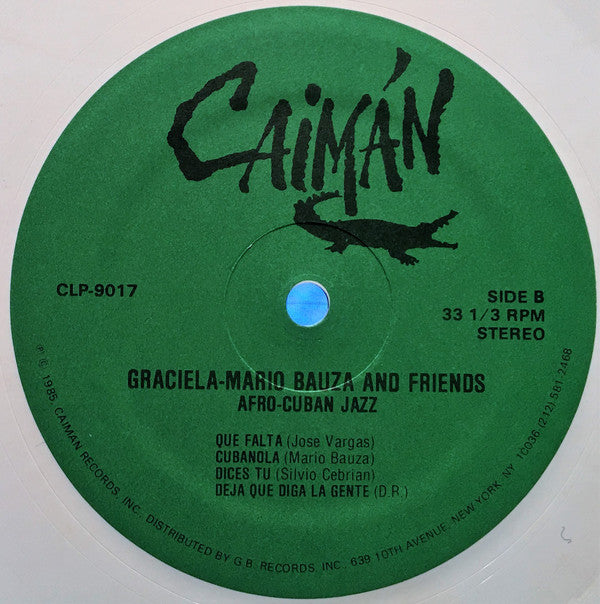 CAIMÁN
CLP-9017
SIDE B
33 1/3 RPM
STEREO
GRACIELA-MARIO BAUZA AND FRIENDS
AFRO-CUBAN JAZZ
QUE FALTA (Jose Vargas)
CUBANOLA (Mario Bauza)
DICES TU (Silvio Cebrian)
DEJA QUE DIGA LA GENTE (D.R.)
Ⓟ © 1985 CAIMAN RECORDS, INC. DISTRIBUTED BY G.B. RECORDS, INC. 639 10TH AVENUE, NEW YORK, NY. 10036 (212) 581-2468